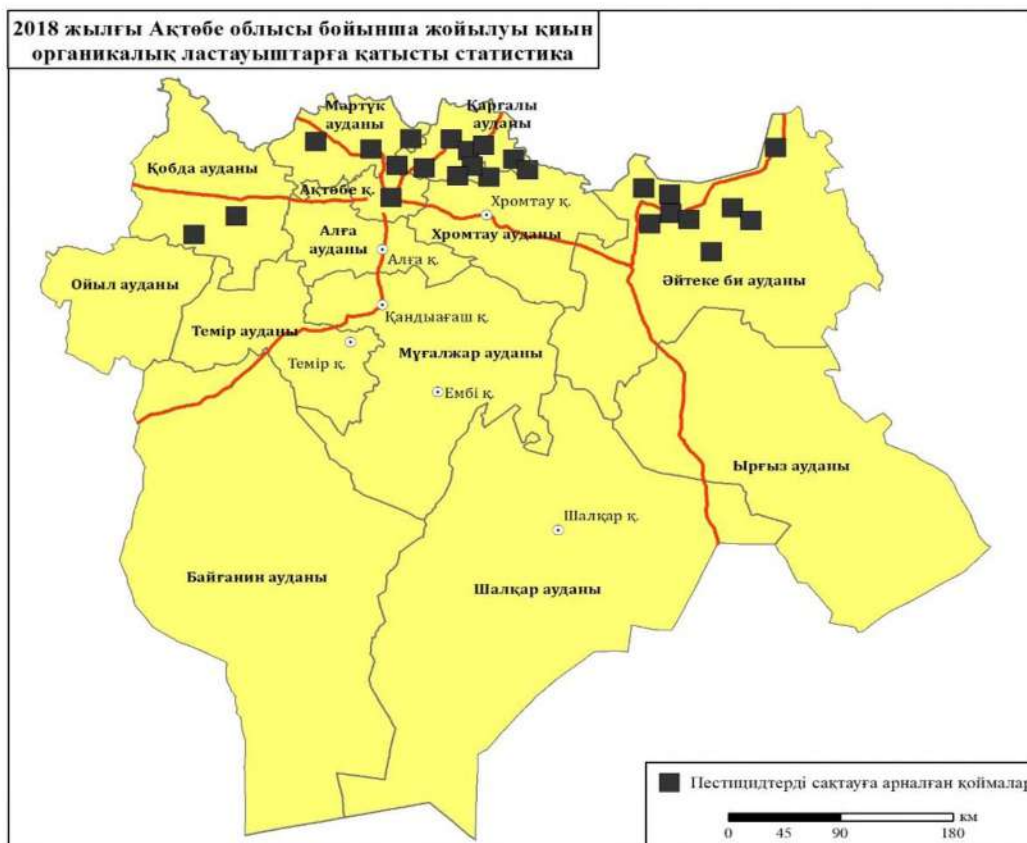 2018 жылғы Ақтөбе облысы бойынша жойылуы қиын
органикалық ластауыштарға қатысты статистика
Мәртүк
ауданы
Қарғалы
ауданы
Қобда ауданы
Ақтөбе қ.
Хромтау қ.
Алға
ауданы
Хромтау ауданы
Алға қ.
Ойыл ауданы
Әйтеке би ауданы
Қандыағаш қ.
Темір ауданы
Темір қ.
Мұғалжар ауданы
Ембі қ.
Ырғыз ауданы
Шалқар қ.
Байғанин ауданы
Шалқар ауданы
Пестицидтерді сақтауға арналған қоймалар
км
0 45 90 180